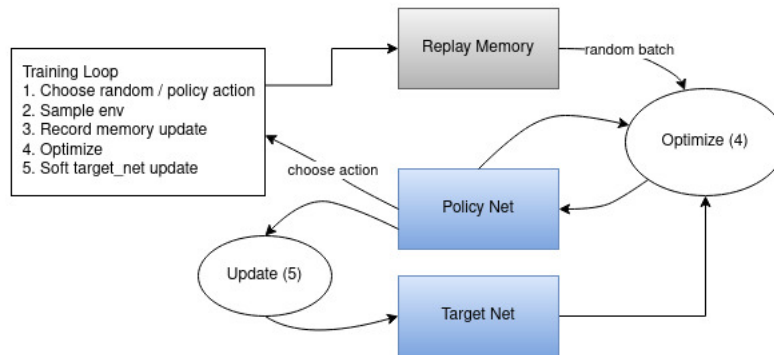 Replay Memory
random batch
Training Loop
1. Choose random / policy action
2. Sample env
3. Record memory update
4. Optimize
5. Soft target_net update
Optimize (4)
choose action
Policy Net
Update (5)
Target Net